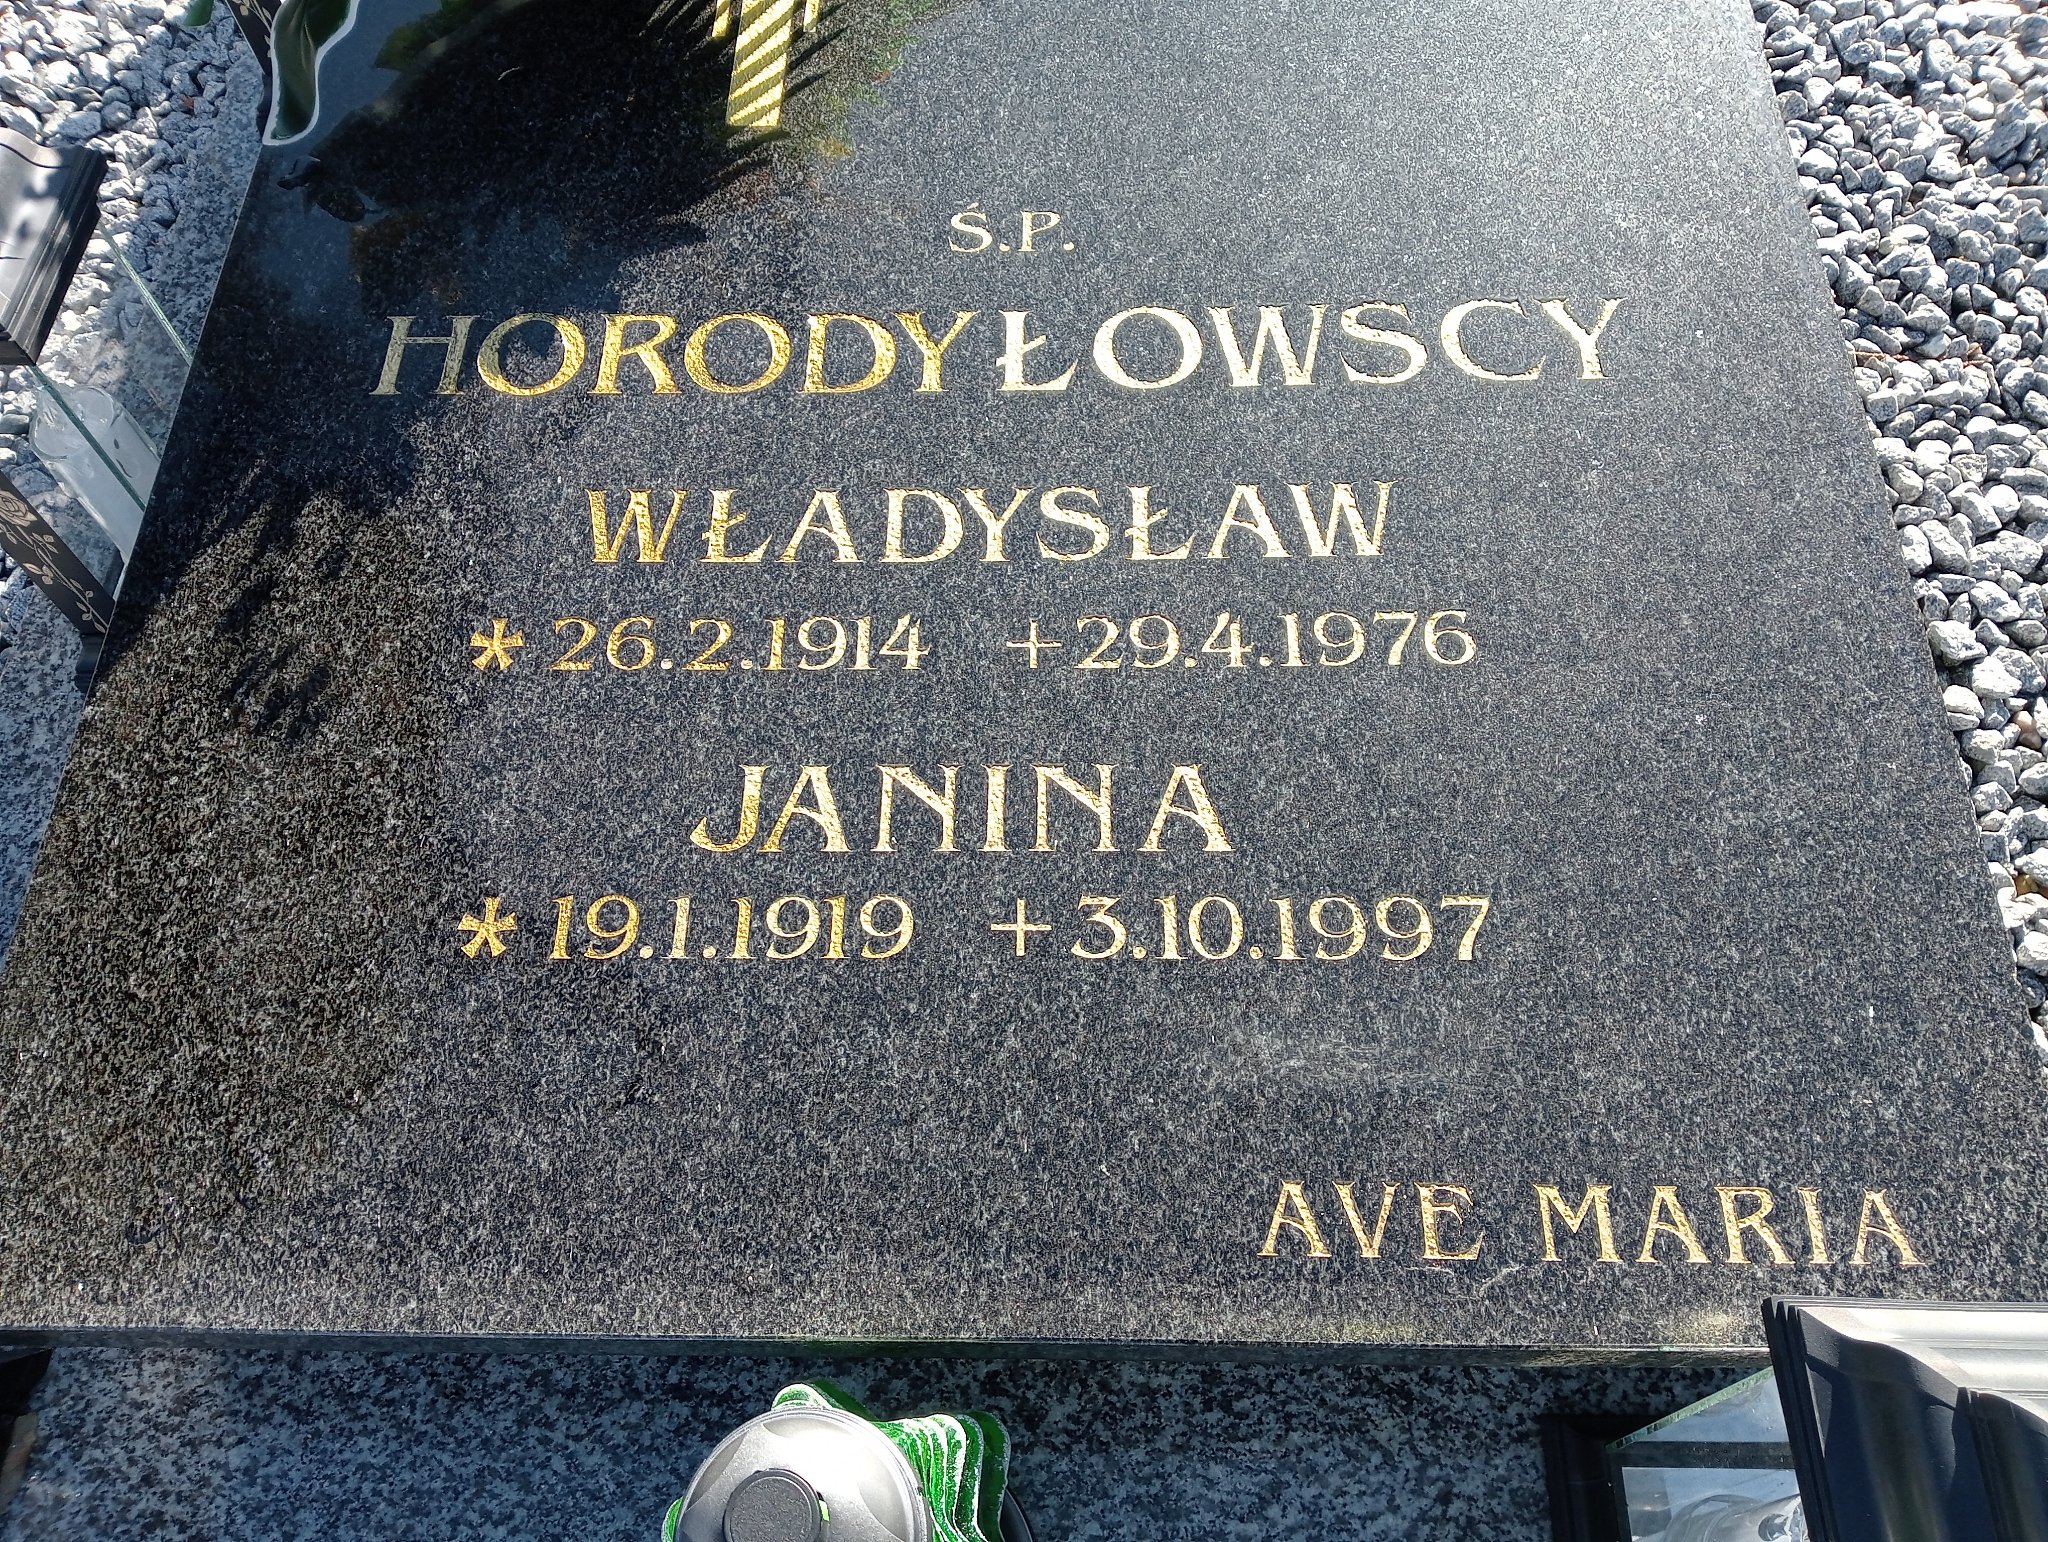 Ś.P.
HORODYŁOWSCY
WŁADYSŁAW
* 26.2.1914 +29.4.1976
JANINA
* 19.1.1919 +3.10.1997
AVE MARIA